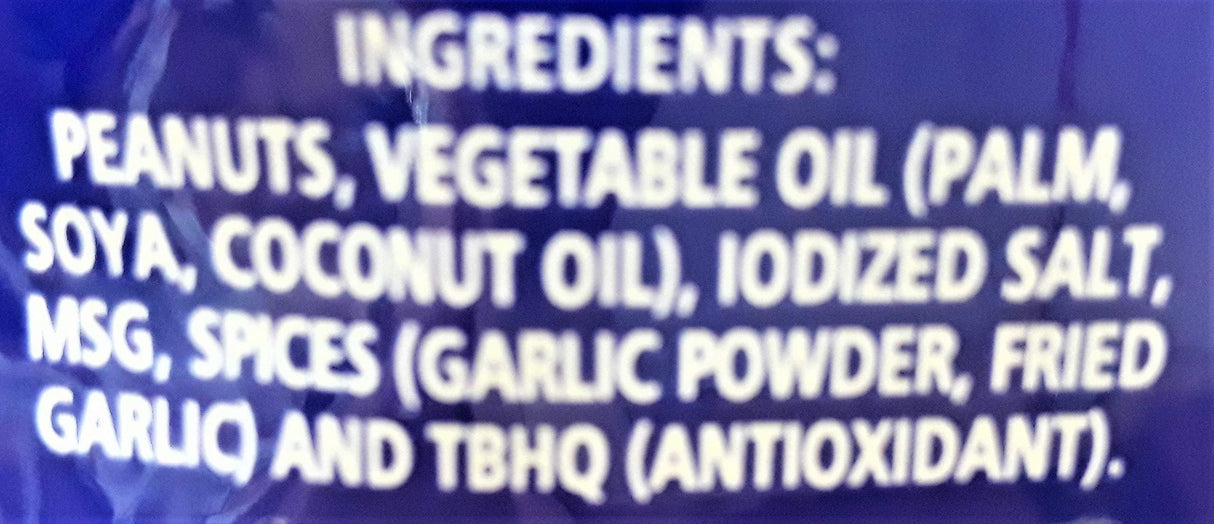 INGREDIENTS:
PEANUTS, VEGETABLE OIL (PALM,
SOYA, COCONUT OIL), IODIZED SALT,
MSG, SPICES (GARLIC POWDER, FRIED
GARLIC) AND TBHQ (ANTIOXIDANT).